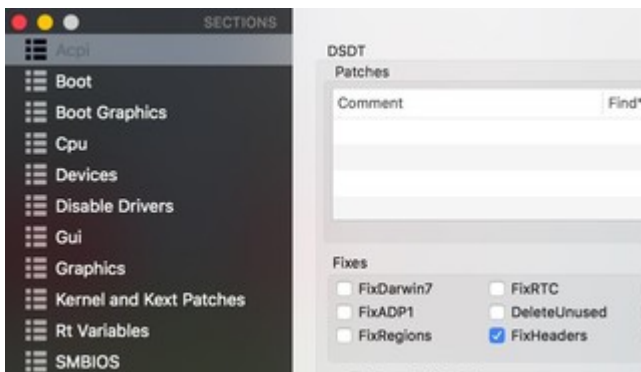 SECTIONS
Acpi
Boot
Boot Graphics
Cpu
Devices
Disable Drivers
Gui
Graphics
Kernel and Kext Patches
Rt Variables
SMBIOS
DSDT
Patches
Comment Find*
Fixes
FixDarwin7 FixRTC
FixADP1 DeleteUnused
FixRegions FixHeaders